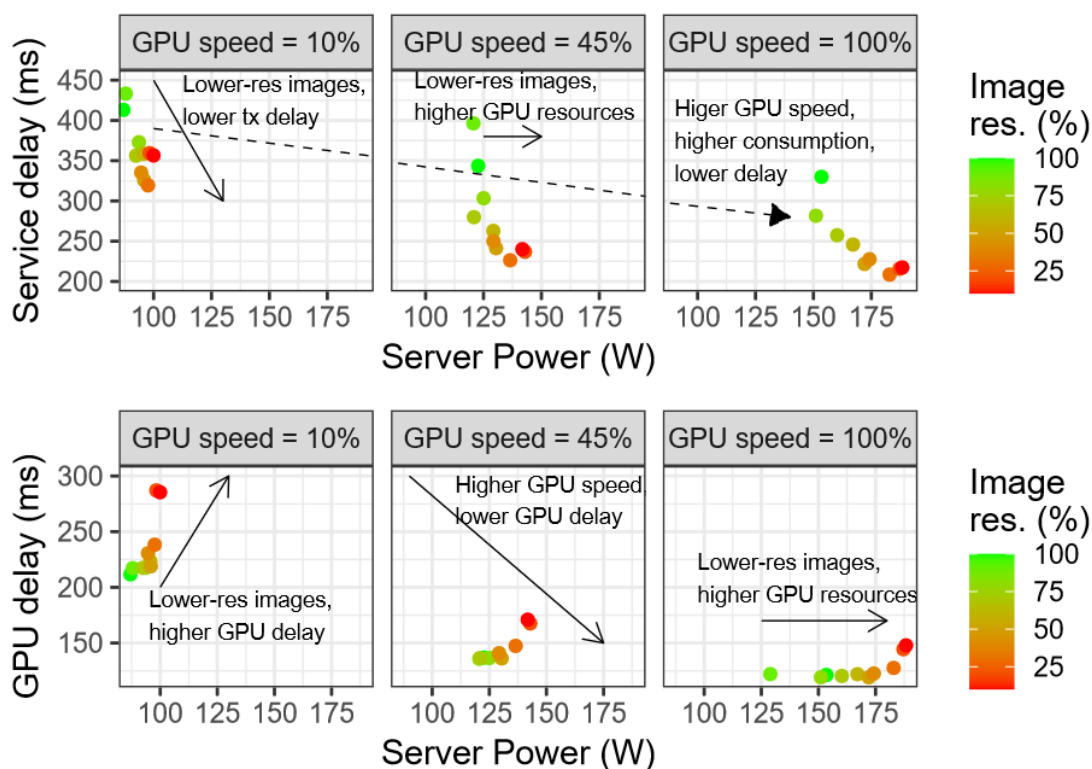 GPU speed = 10%
GPU speed = 45%
GPU speed = 100%
Service delay (ms)
450
400
350
300
250
200
Lower-res images,
lower tx delay
Lower-res images,
higher GPU resources
Higer GPU speed,
higher consumption,
lower delay
100 125 150 175
100 125 150 175
100 125 150 175
Server Power (W)
Image
res. (%)
100
75
50
25
GPU speed = 10%
GPU speed = 45%
GPU speed = 100%
GPU delay (ms)
300
250
200
150
Lower-res images,
higher GPU delay
Higher GPU speed,
lower GPU delay
Lower-res images,
higher GPU resources
100 125 150 175
100 125 150 175
100 125 150 175
Server Power (W)
Image
res. (%)
100
75
50
25